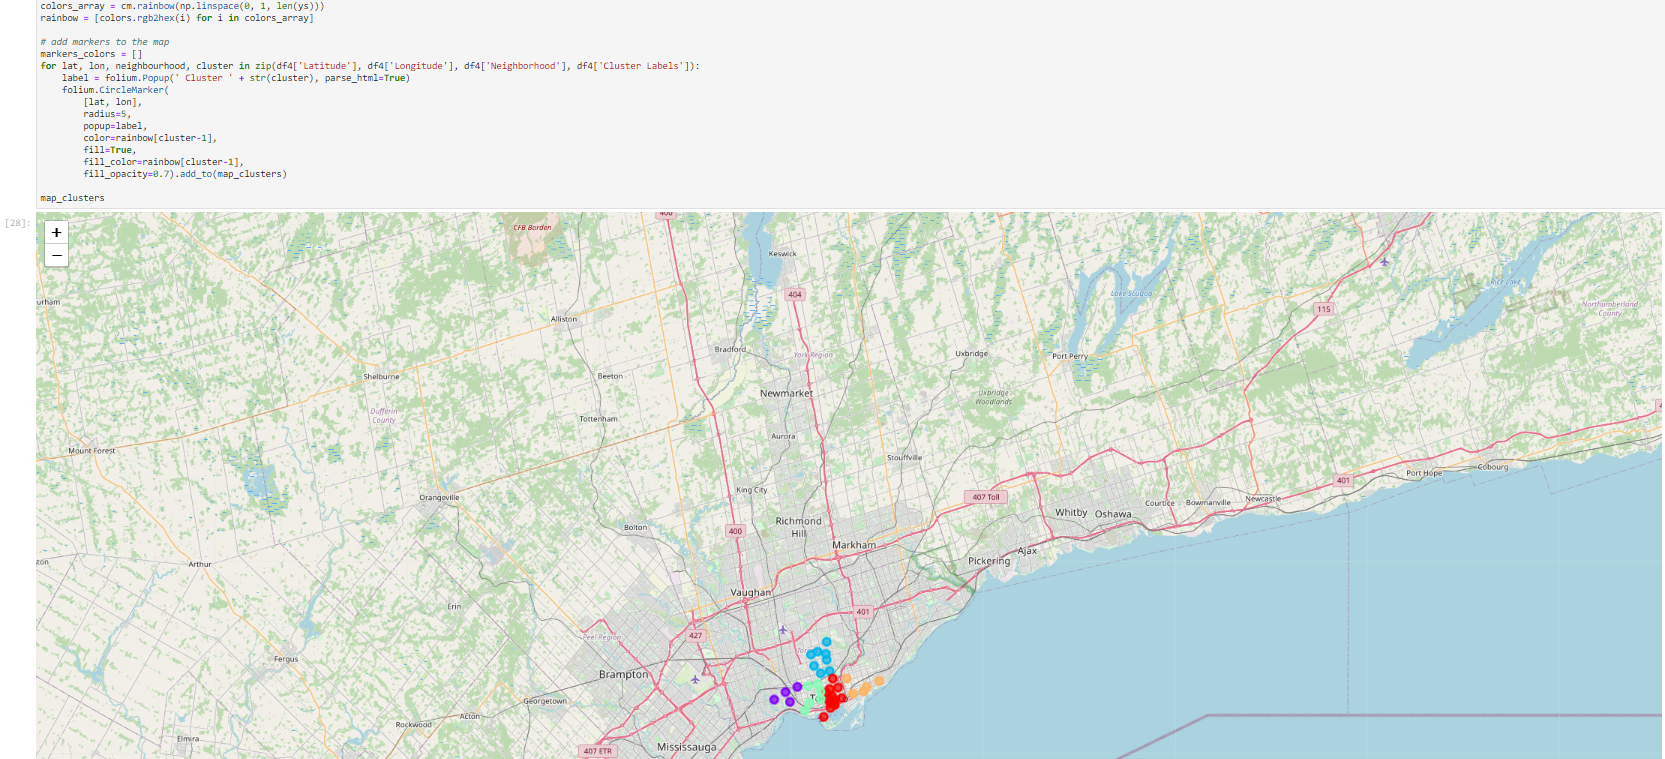 colors_array = cm.rainbow(np.linspace(0, 1, len(ys)))
rainbow = [colors.rgb2hex(i) for i in colors_array]
# add markers to the map
markers_colors = []
for lat, lon, neighbourhood, cluster in zip(df4['Latitude'], df4['Longitude'], df4['Neighborhood'], df4['Cluster Labels']):
    label = folium.Popup(' Cluster ' + str(cluster), parse_html=True)
    folium.CircleMarker(
        [lat, lon],
        radius=5,
        popup=label,
        color=rainbow[cluster-1],
        fill=True,
        fill_color=rainbow[cluster-1],
        fill_opacity=0.7).add_to(map_clusters)
map_clusters
[28]:
+
−
400
CFB Borden
Keswick
404
Lake Scugog
Rice Lake
urham
Northumberland
County
115
Alliston
Bradford
York Region
Uxbridge
Port Perry
Shelburne
Beeton
Newmarket
Uxbridge
Woodlands
Dufferin
County
Tottenham
Aurora
Mount Forest
Stouffville
Port Hope
Cobourg
401
King City
Orangeville
407 Toll
Newcastle
Courtice
Bowmanville
Whitby
Oshawa
Richmond
Hill
Bolton
400
Markham
Ajax
Pickering
Arthur
Vaughan
Erin
401
427
Peel Region
Fergus
Brampton
Georgetown
Acton
Rockwood
Elmira
Mississauga
407 ETR